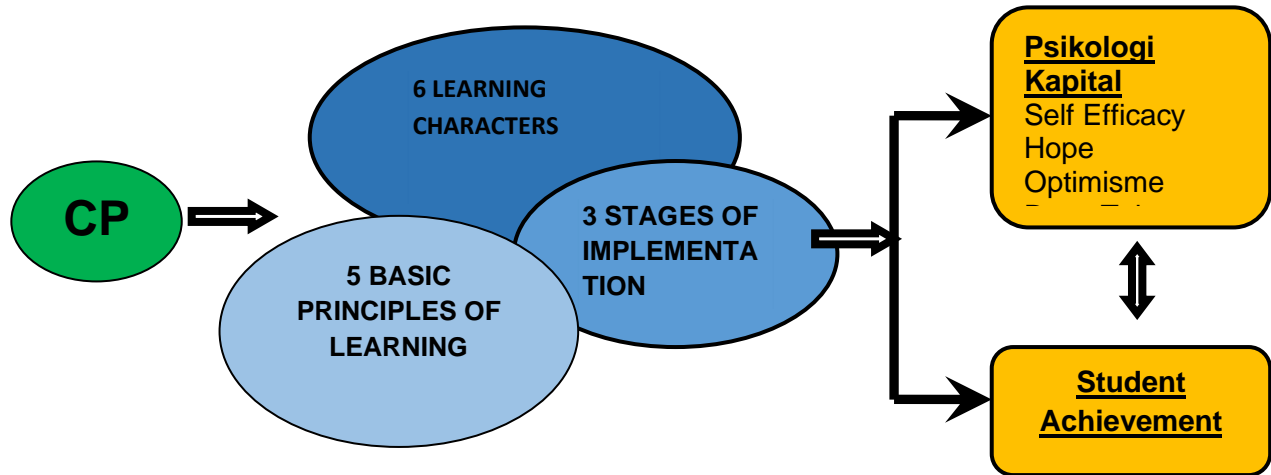 CP
6 LEARNING
CHARACTERS
5 BASIC
PRINCIPLES OF
LEARNING
3 STAGES OF
IMPLEMENTA
TION
Psikologi
Kapital
Self Efficacy
Hope
Optimisme
Student
Achievement